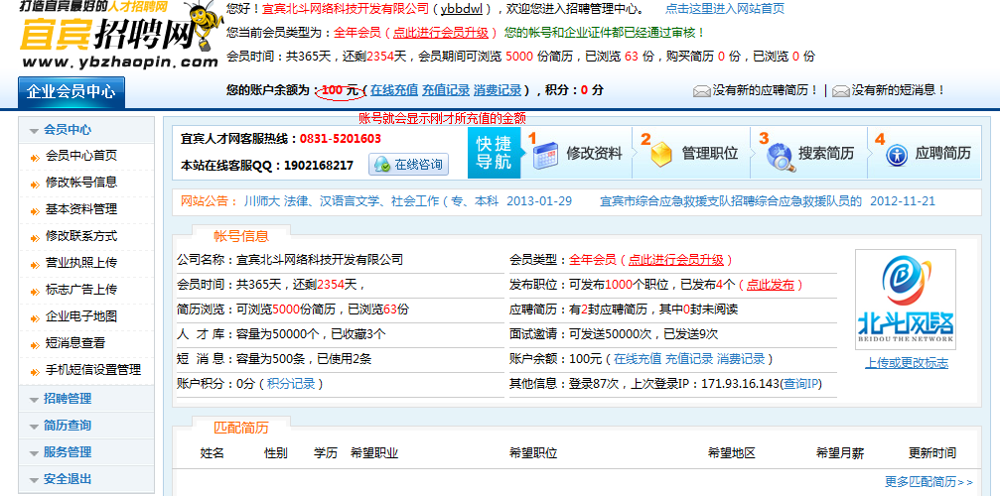 打造宜宾最好的人才招聘网
宜宾招聘网
www.ybzhaopin.com
您好！宜宾北斗网络科技开发有限公司（ybbdwl），欢迎您进入招聘管理中心。 点击这里进入网站首页
您当前会员类型为：全年会员（点此进行会员升级）您的帐号和企业证件都已经通过审核！
会员时间：共365天，还剩2354天，会员期间可浏览 5000 份简历，已浏览 63 份，购买简历 0 份，已浏览 0 份
企业会员中心
您的账户余额为：100 元（在线充值 充值记录 消费记录），积分：0 分
没有新的应聘简历！ | 没有新的短消息！
账号就会显示刚才所充值的金额
会员中心
会员中心首页
修改帐号信息
基本资料管理
修改联系方式
营业执照上传
标志广告上传
企业电子地图
短消息查看
手机短信设置管理
招聘管理
简历查询
服务管理
安全退出
宜宾人才网客服热线：0831-5201603
本站在线客服QQ：1902168217 在线咨询
快捷导航
1 修改资料
2 管理职位
3 搜索简历
4 应聘简历
网站公告： 川师大 法律、汉语言文学、社会工作（专、本科 2013-01-29 宜宾市综合应急救援支队招聘综合应急救援队员的 2012-11-21
帐号信息
公司名称：宜宾北斗网络科技开发有限公司
会员类型：全年会员（点此进行会员升级）
会员时间：共365天，还剩2354天，
发布职位：可发布1000个职位，已发布4个（点此发布）
简历浏览：可浏览5000份简历，已浏览63份
应聘简历：有2封应聘简历，其中0封未阅读
人 才 库：容量为50000个，已收藏3个
面试邀请：可发送50000次，已发送9次
短 消 息：容量为500条，已使用2条
账户余额：100元（在线充值 充值记录 消费记录）
账户积分：0分（积分记录）
其他信息：登录87次，上次登录IP：171.93.16.143(查询IP)
北斗网络
BEIDOU THE NETWORK
上传或更改标志
匹配简历
姓名 性别 学历 希望职业 希望职位 希望地区 希望月薪 更新时间
更多匹配简历>>